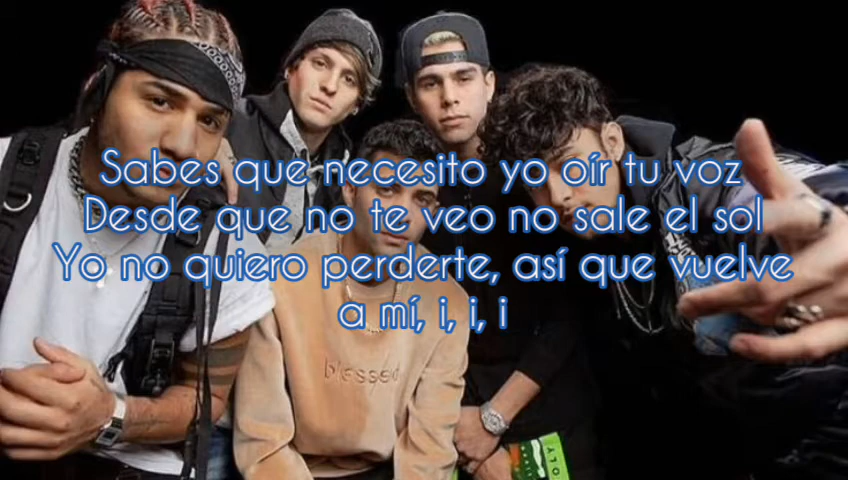 Sabes que necesito yo oír tu voz
Desde que no te veo no sale el sol
Yo no quiero perderte, así que vuelve
a mí, i, i, i
blessed